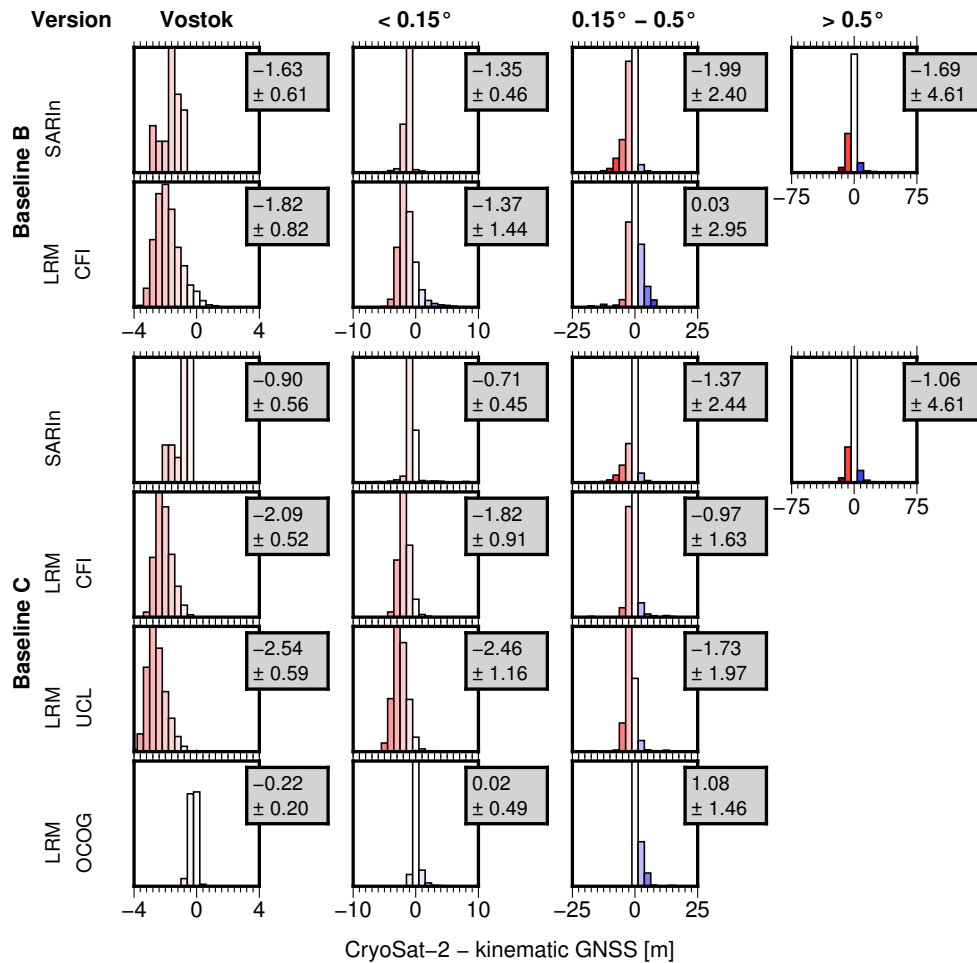 Version Vostok < 0.15° 0.15° − 0.5° > 0.5°
Baseline B
SARIn
−1.63
± 0.61
−1.35
± 0.46
−1.99
± 2.40
−1.69
± 4.61
−75 0 75
LRM
CFI
−1.82
± 0.82
−1.37
± 1.44
0.03
± 2.95
−4 0 4 −10 0 10 −25 0 25
Baseline C
SARIn
−0.90
± 0.56
−0.71
± 0.45
−1.37
± 2.44
−1.06
± 4.61
−75 0 75
LRM
CFI
−2.09
± 0.52
−1.82
± 0.91
−0.97
± 1.63
LRM
UCL
−2.54
± 0.59
−2.46
± 1.16
−1.73
± 1.97
LRM
OCOG
−0.22
± 0.20
0.02
± 0.49
1.08
± 1.46
−4 0 4 −10 0 10 −25 0 25
CryoSat−2 − kinematic GNSS [m]